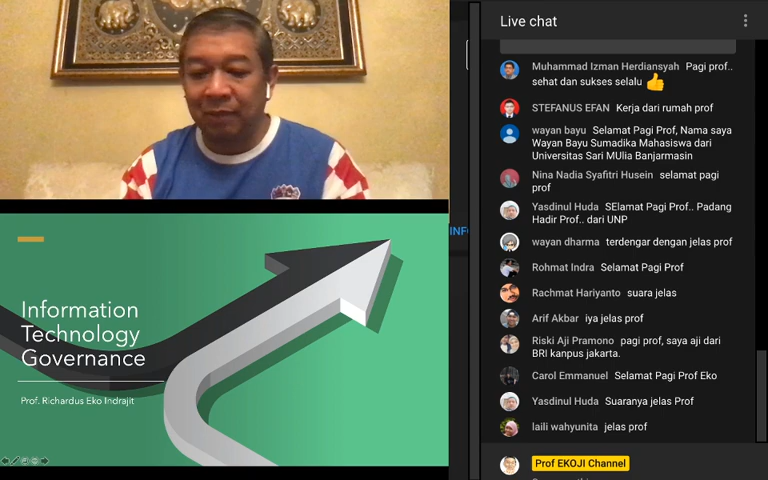 Live chat
Muhammad Izman Herdiansyah Pagi prof..
sehat dan sukses selalu
STEFANUS EFAN Kerja dari rumah prof
wayan bayu Selamat Pagi Prof, Nama saya
Wayan Bayu Sumadika Mahasiswa dari
Universitas Sari MUlia Banjarmasin
Nina Nadia Syafitri Husein selamat pagi
prof
Yasdinul Huda SElamat Pagi Prof.. Padang
Hadir Prof.. dari UNP
wayan dharma terdengar dengan jelas prof
Rohmat Indra Selamat Pagi Prof
Rachmat Hariyanto suara jelas
Arif Akbar iya jelas prof
Riski Aji Pramono pagi prof, saya aji dari
BRI kanpus jakarta.
Carol Emmanuel Selamat Pagi Prof Eko
Yasdinul Huda Suaranya jelas Prof
laili wahyunita jelas prof
Prof EKOJI Channel
INFO
Information
Technology
Governance
Prof. Richardus Eko Indrajit